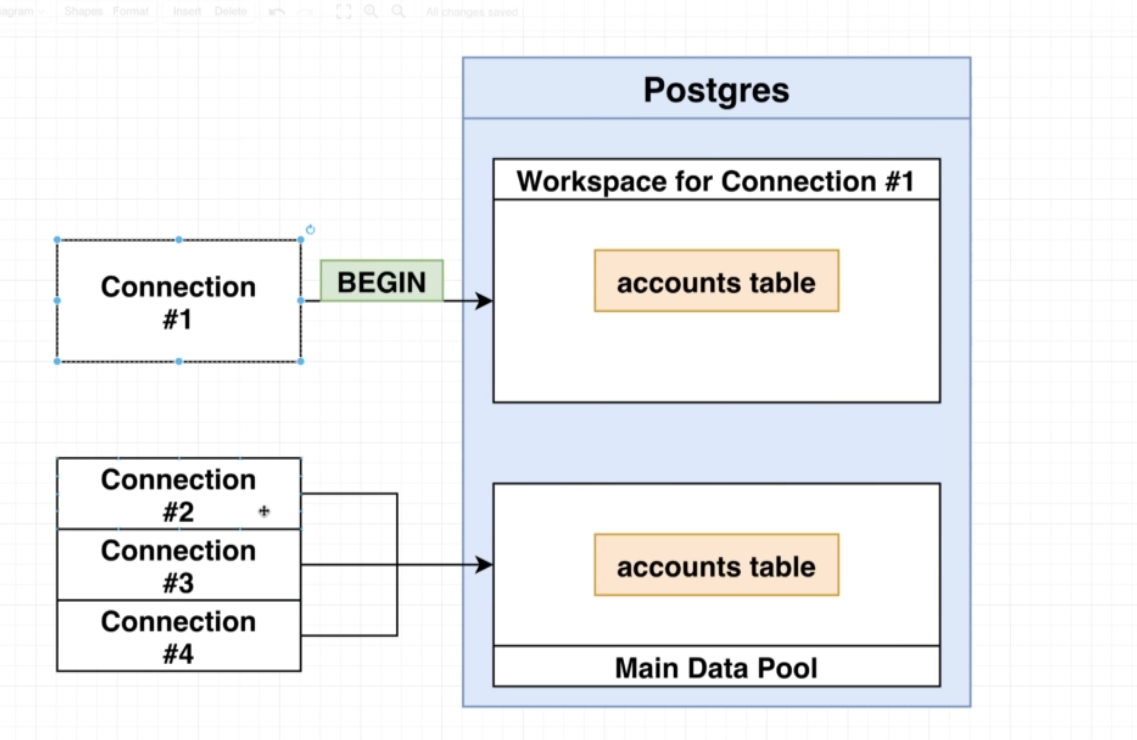 agram
Shapes
Format
Insert
Delete
All changes saved
Postgres
Workspace for Connection #1
accounts table
Connection
#1
BEGIN
Connection
#2
Connection
#3
Connection
#4
accounts table
Main Data Pool